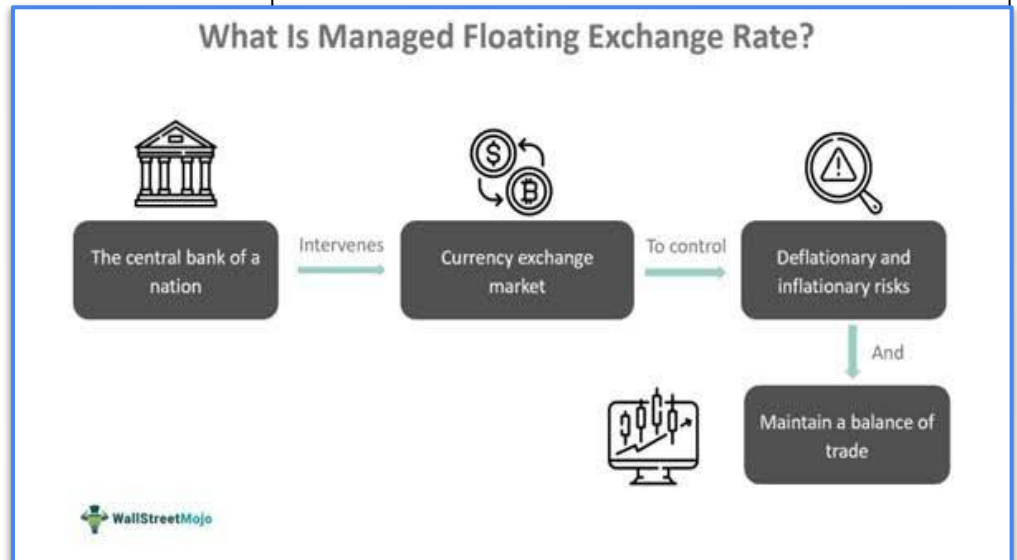 What Is Managed Floating Exchange Rate?
The central bank of a
nation
Intervenes
Currency exchange
market
To control
Deflationary and
inflationary risks
And
Maintain a balance of
trade
WallStreetMojo